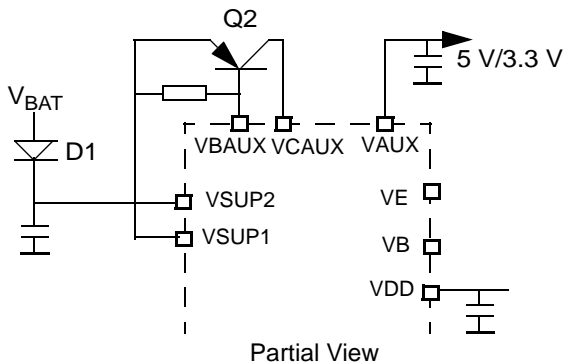 Q2
5 V/3.3 V
VBAT
D1
VBAUX
VCAUX
VAUX
VSUP2
VE
VSUP1
VB
VDD
Partial View